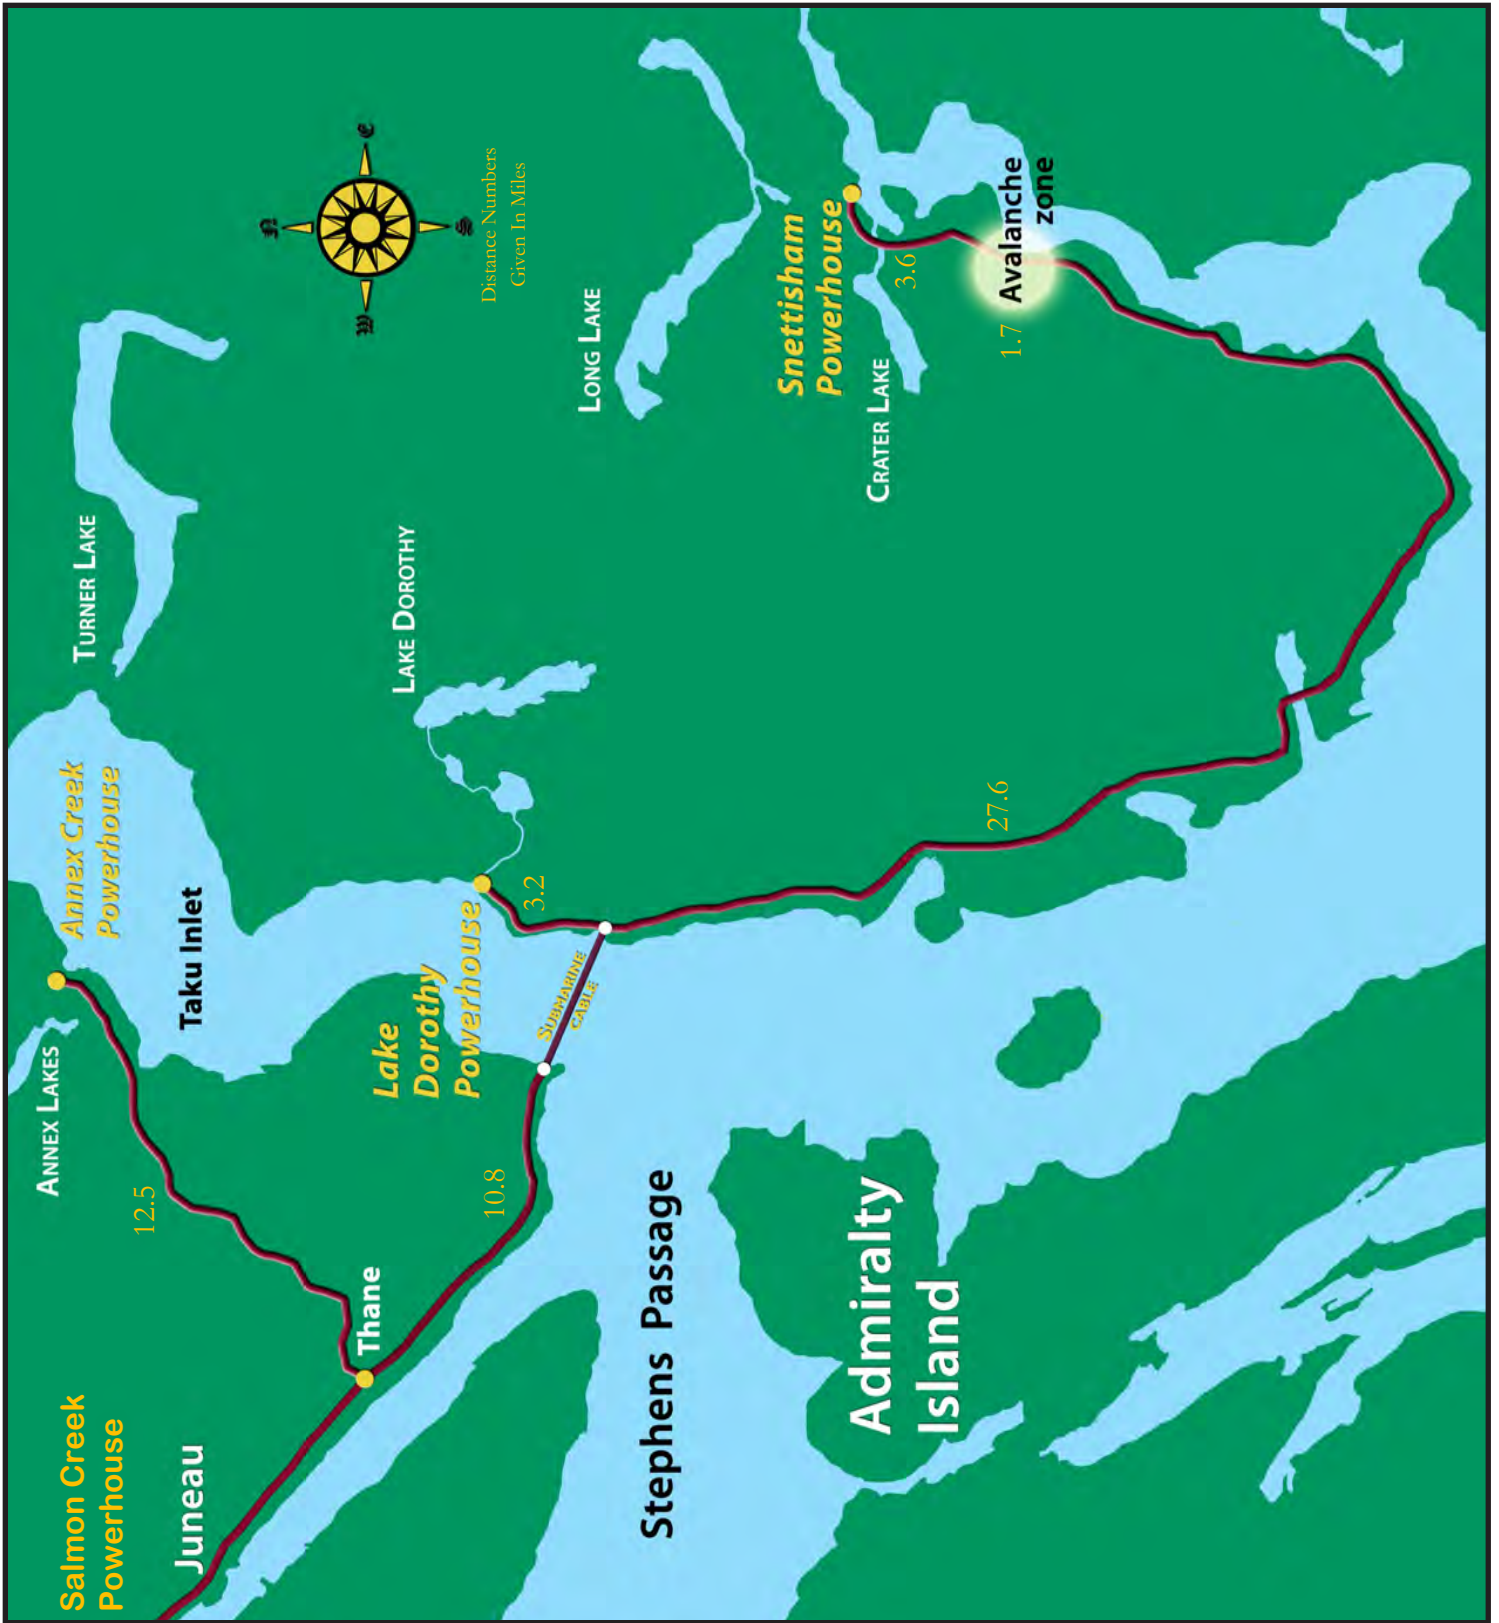 Salmon Creek
Powerhouse
Juneau
Thane
ANNEX LAKES
12.5
Annex Creek
Powerhouse
Taku Inlet
TURNER LAKE
N
E
S
W
Distance Numbers
Given In Miles
LAKE DOROTHY
Lake
Dorothy
Powerhouse
3.2
SUBMARINE
CABLE
10.8
LONG LAKE
Snettisham
Powerhouse
CRATER LAKE
3.6
Avalanche
zone
1.7
27.6
Stephens Passage
Admiralty
Island